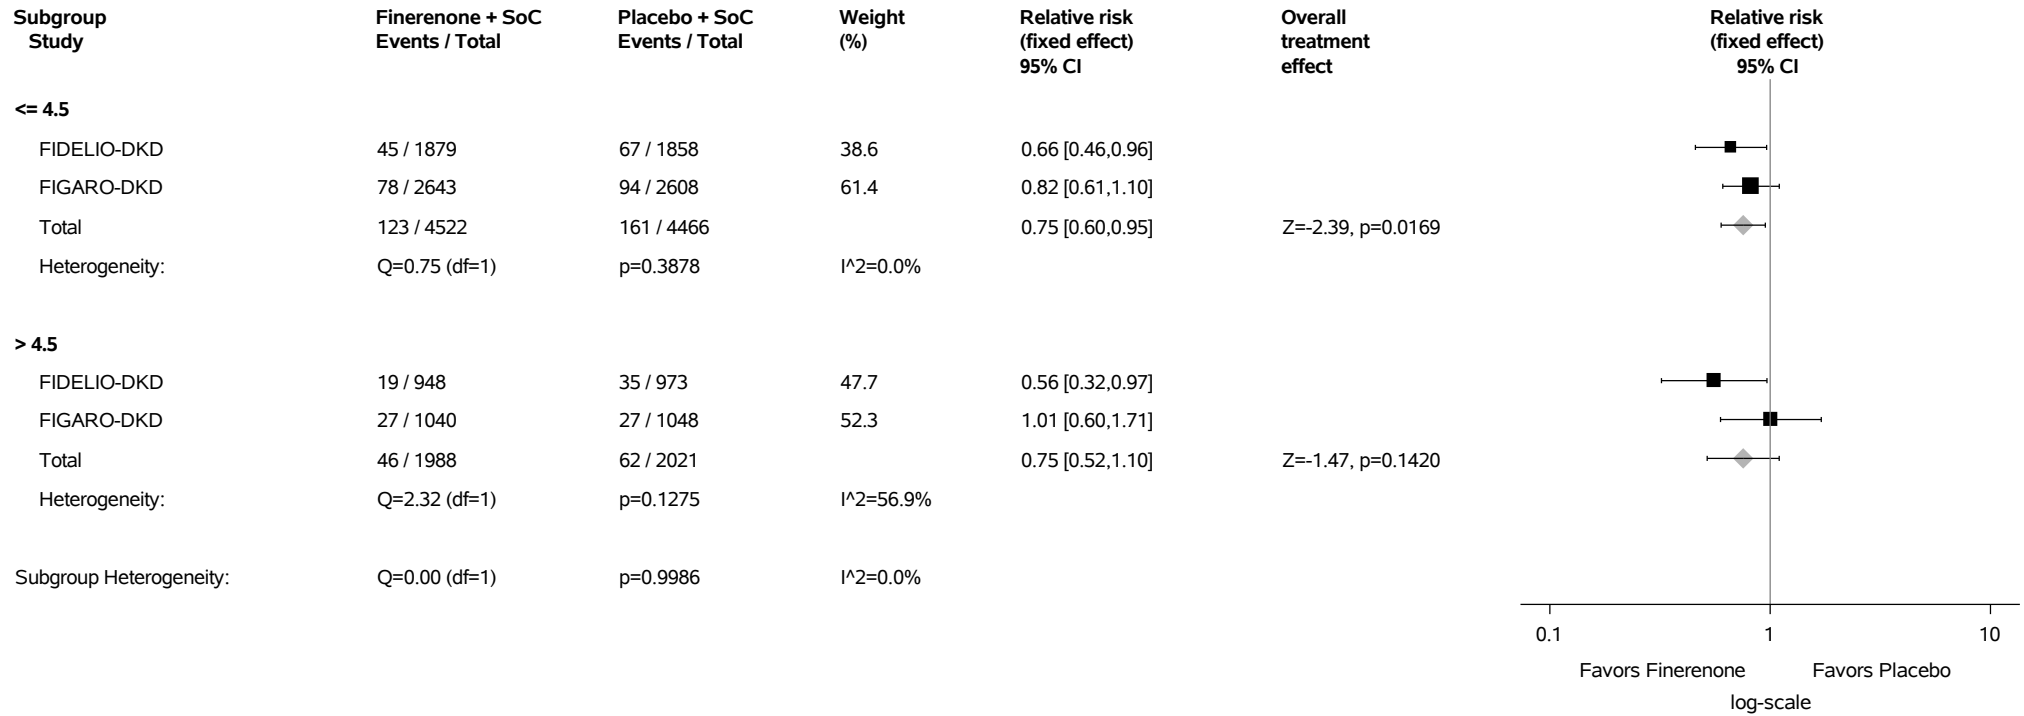 Subgroup Finerenone + SoC Placebo + SoC Weight Relative risk Overall Relative risk
Study Events / Total Events / Total (%) (fixed effect) treatment (fixed effect)
95% CI effect 95% CI
<= 4.5
FIDELIO-DKD 45 / 1879 67 / 1858 38.6 0.66 [0.46,0.96]
FIGARO-DKD 78 / 2643 94 / 2608 61.4 0.82 [0.61,1.10]
Total 123 / 4522 161 / 4466 0.75 [0.60,0.95] Z=-2.39, p=0.0169
Heterogeneity: Q=0.75 (df=1) p=0.3878 I^2=0.0%
> 4.5
FIDELIO-DKD 19 / 948 35 / 973 47.7 0.56 [0.32,0.97]
FIGARO-DKD 27 / 1040 27 / 1048 52.3 1.01 [0.60,1.71]
Total 46 / 1988 62 / 2021 0.75 [0.52,1.10] Z=-1.47, p=0.1420
Heterogeneity: Q=2.32 (df=1) p=0.1275 I^2=56.9%
Subgroup Heterogeneity: Q=0.00 (df=1) p=0.9986 I^2=0.0%
0.1 1 10
Favors Finerenone Favors Placebo
log-scale